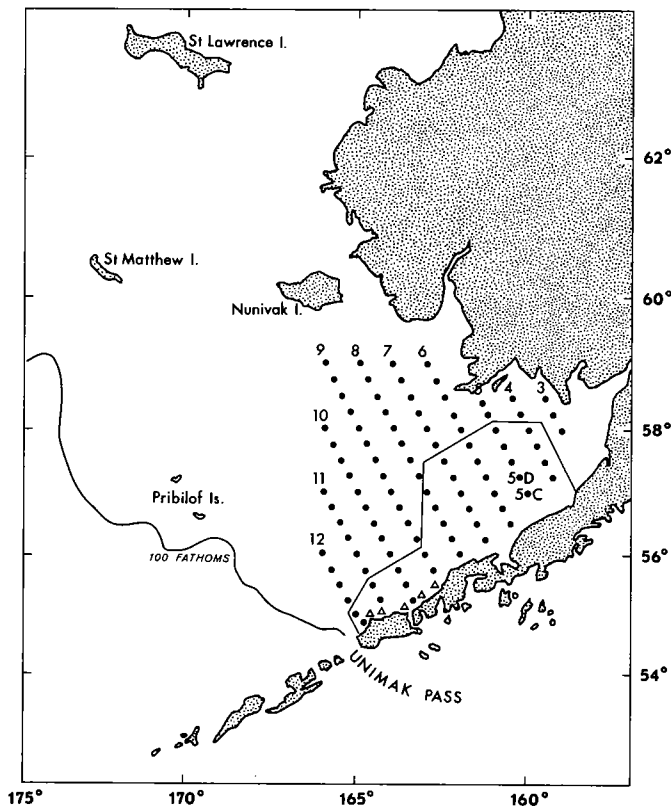 St Lawrence I.
62°
St Matthew I.
60°
Nunivak I.
9 8 7 6
5 4 3
10
58°
5 D
5 C
11
Pribilof Is.
12
100 FATHOMS
56°
UNIMAK PASS
54°
175° 170° 165° 160°